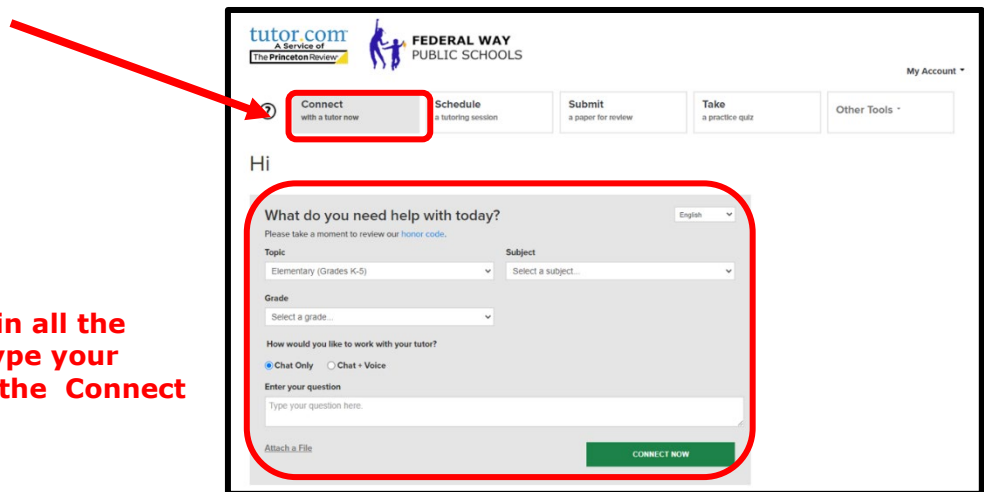 tutor.com
A Service of
The Princeton Review
FEDERAL WAY
PUBLIC SCHOOLS
My Account
Connect
with a tutor now
Schedule
a tutoring session
Submit
a paper for review
Take
a practice quiz
Other Tools
Hi
What do you need help with today?
English
Please take a moment to review our honor code.
Topic
Subject
Elementary (Grades K-5)
Select a subject...
Grade
Select a grade...
How would you like to work with your tutor?
Chat Only
Chat + Voice
Enter your question
Type your question here.
Attach a File
CONNECT NOW
in all the
ype your
the Connect